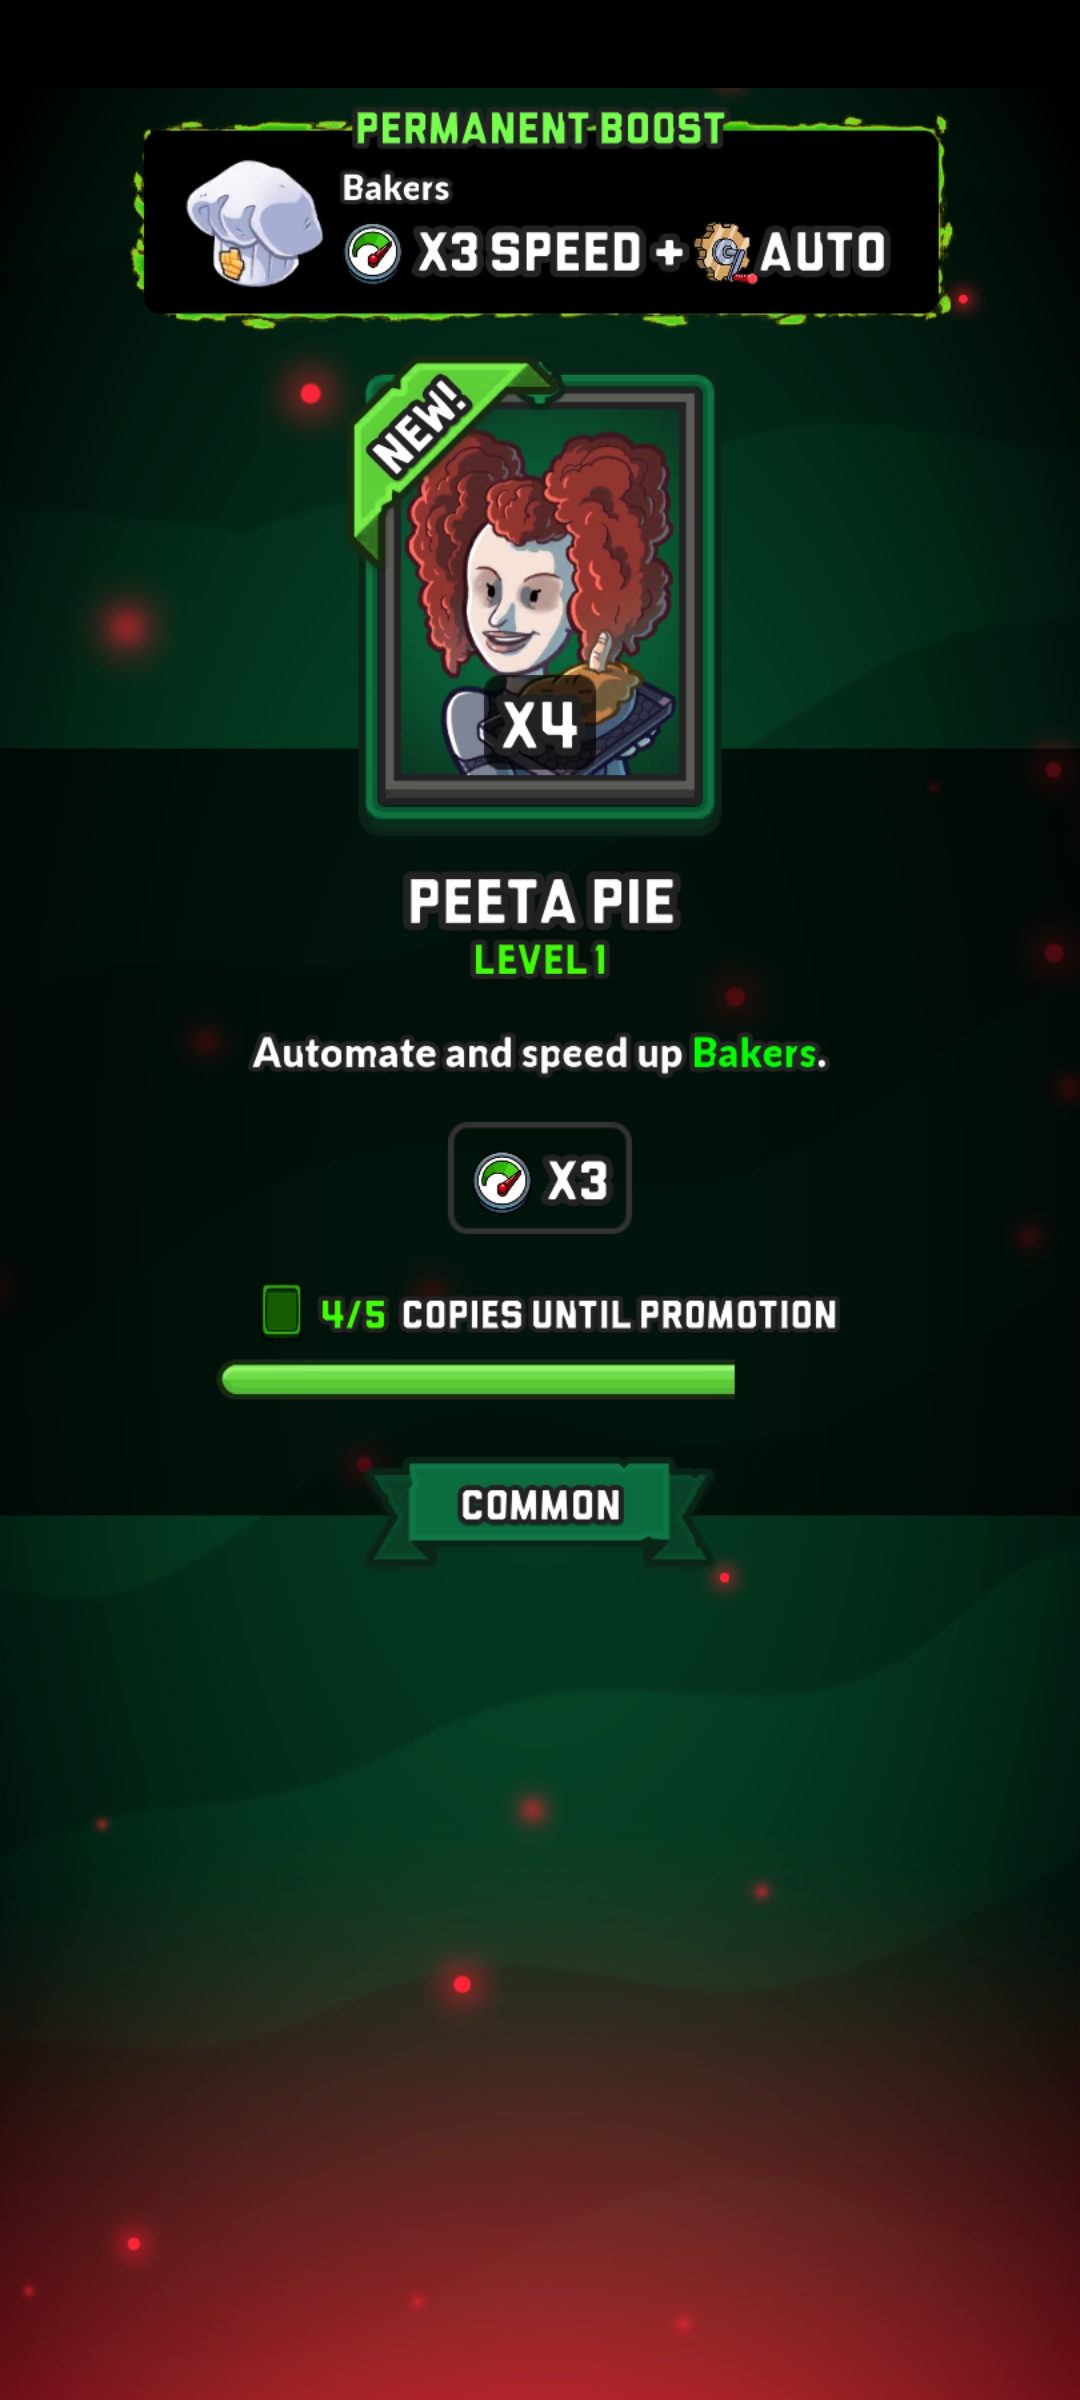 PERMANENT BOOST
Bakers
X3 SPEED + AUTO
NEW!
X4
PEETA PIE
LEVEL 1
Automate and speed up Bakers.
X3
4/5 COPIES UNTIL PROMOTION
COMMON